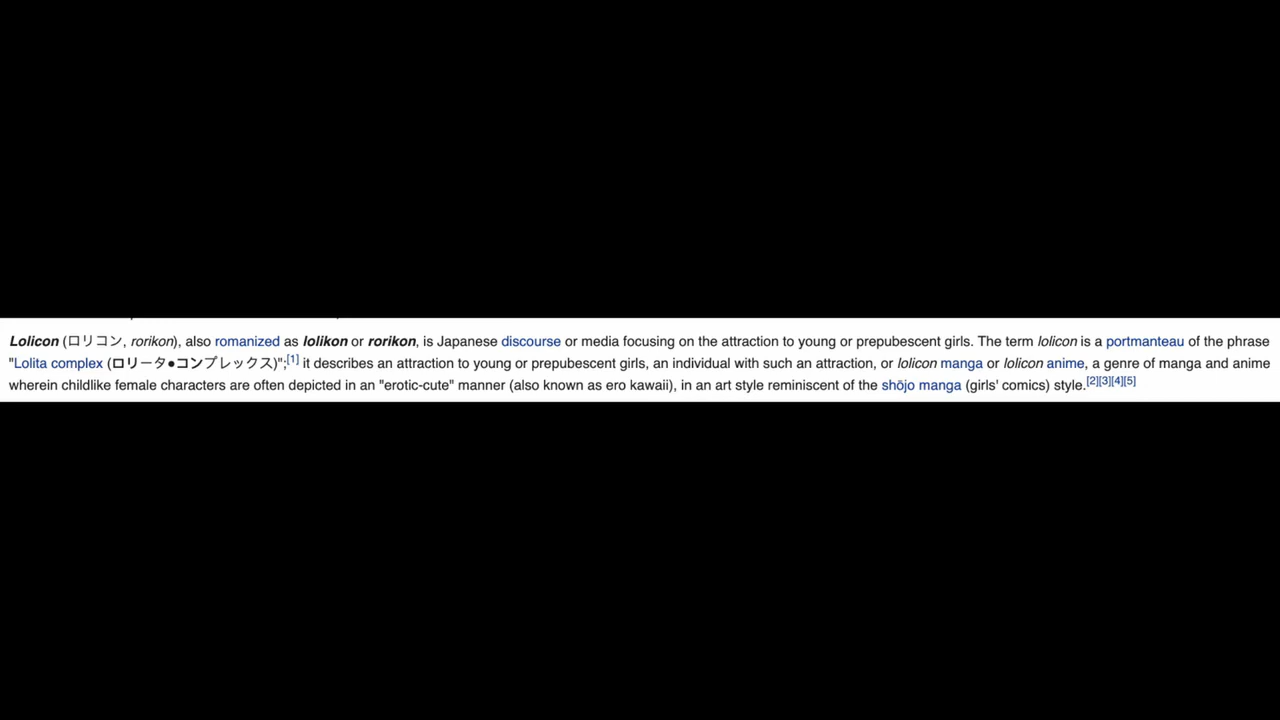 Lolicon (ロリコン, rorikon), also romanized as lolikon or rorikon, is Japanese discourse or media focusing on the attraction to young or prepubescent girls. The term lolicon is a portmanteau of the phrase
"Lolita complex (ロリータ●コンプレックス)";[1] it describes an attraction to young or prepubescent girls, an individual with such an attraction, or lolicon manga or lolicon anime, a genre of manga and anime
wherein childlike female characters are often depicted in an "erotic-cute" manner (also known as ero kawaii), in an art style reminiscent of the shōjo manga (girls' comics) style.[2][3][4][5]